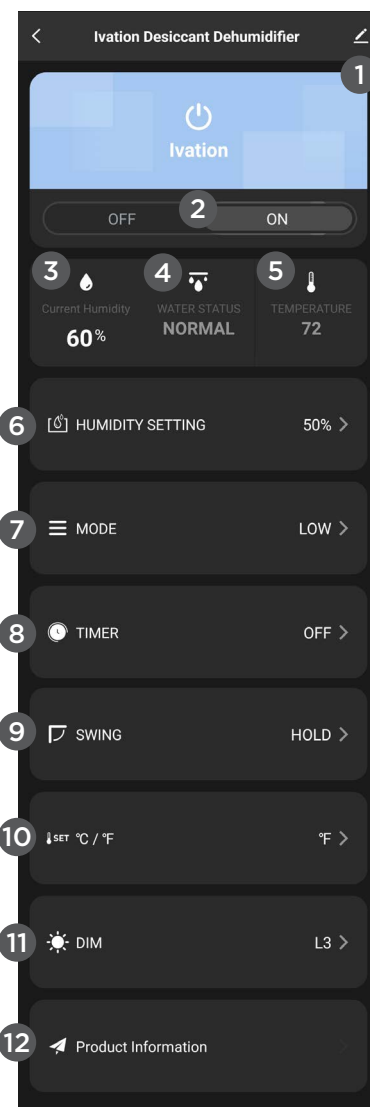 Ivation Desiccant Dehumidifier
1
Ivation
OFF 2 ON
3 4 5
Current Humidity WATER STATUS TEMPERATURE
60% NORMAL 72
6 HUMIDITY SETTING 50%
7 MODE LOW
8 TIMER OFF
9 SWING HOLD
10 SET °C / °F °F
11 DIM L3
12 Product Information